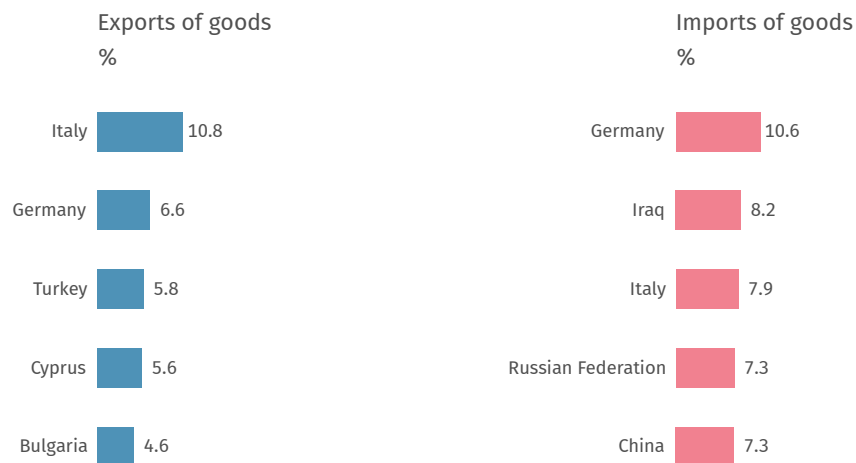 Exports of goods
%
Italy 10.8
Germany 6.6
Turkey 5.8
Cyprus 5.6
Bulgaria 4.6
Imports of goods
%
Germany 10.6
Iraq 8.2
Italy 7.9
Russian Federation 7.3
China 7.3